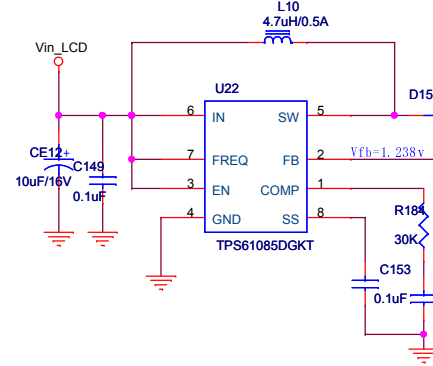 L10
4.7uH/0.5A
Vin_LCD
U22
D15
6 IN SW 5
CE12
+
C149
7 FREQ FB 2 Vfb=1.238v
10uF/16V
0.1uF
3 EN COMP 1
R184
4 GND SS 8
30K
TPS61085DGKT
C153
0.1uF